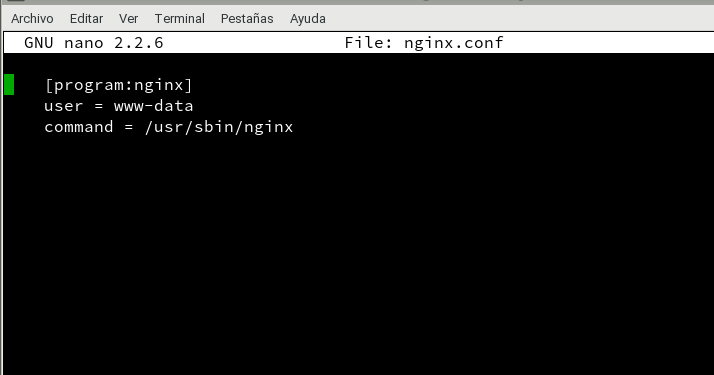 Archivo Editar Ver Terminal Pestañas Ayuda
GNU nano 2.2.6 File: nginx.conf
[program:nginx]
user = www-data
command = /usr/sbin/nginx